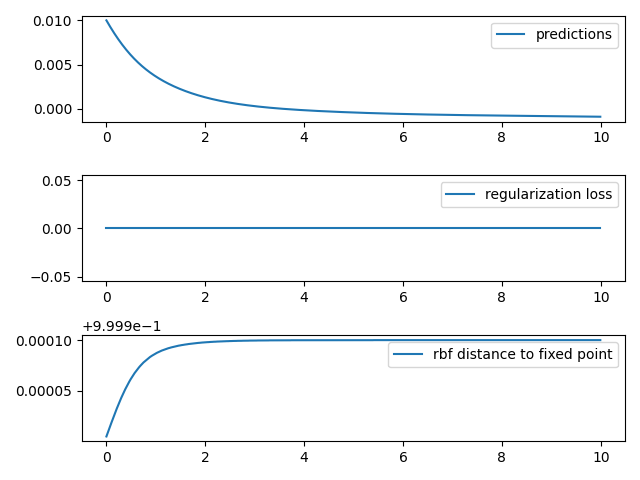 0.010
0.005
0.000
predictions
0 2 4 6 8 10
0.05
0.00
−0.05
regularization loss
0 2 4 6 8 10
+9.999e−1
0.00010
0.00005
rbf distance to fixed point
0 2 4 6 8 10